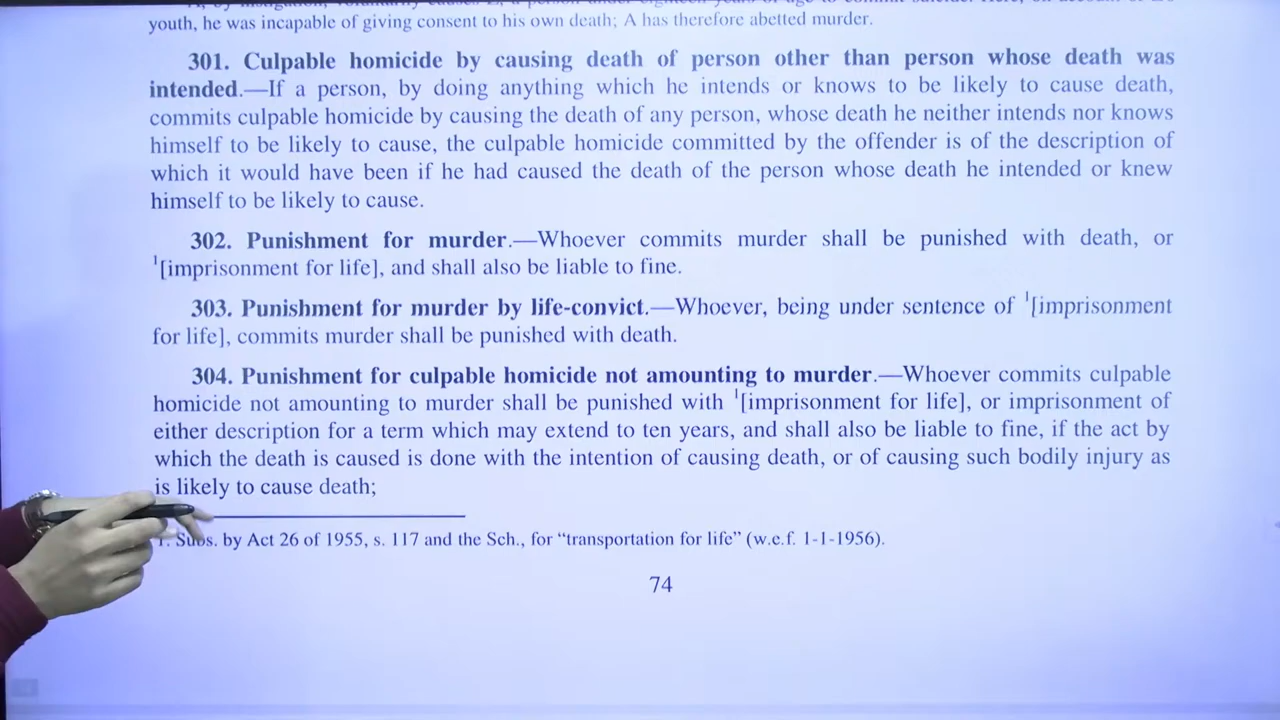 youth, he was incapable of giving consent to his own death; A has therefore abetted murder.
301. Culpable homicide by causing death of person other than person whose death was
intended.—If a person, by doing anything which he intends or knows to be likely to cause death,
commits culpable homicide by causing the death of any person, whose death he neither intends nor knows
himself to be likely to cause, the culpable homicide committed by the offender is of the description of
which it would have been if he had caused the death of the person whose death he intended or knew
himself to be likely to cause.
302. Punishment for murder.—Whoever commits murder shall be punished with death, or
¹[imprisonment for life], and shall also be liable to fine.
303. Punishment for murder by life-convict.—Whoever, being under sentence of ¹[imprisonment
for life], commits murder shall be punished with death.
304. Punishment for culpable homicide not amounting to murder.—Whoever commits culpable
homicide not amounting to murder shall be punished with ¹[imprisonment for life], or imprisonment of
either description for a term which may extend to ten years, and shall also be liable to fine, if the act by
which the death is caused is done with the intention of causing death, or of causing such bodily injury as
is likely to cause death;
1. Subs. by Act 26 of 1955, s. 117 and the Sch., for “transportation for life” (w.e.f. 1-1-1956).
74